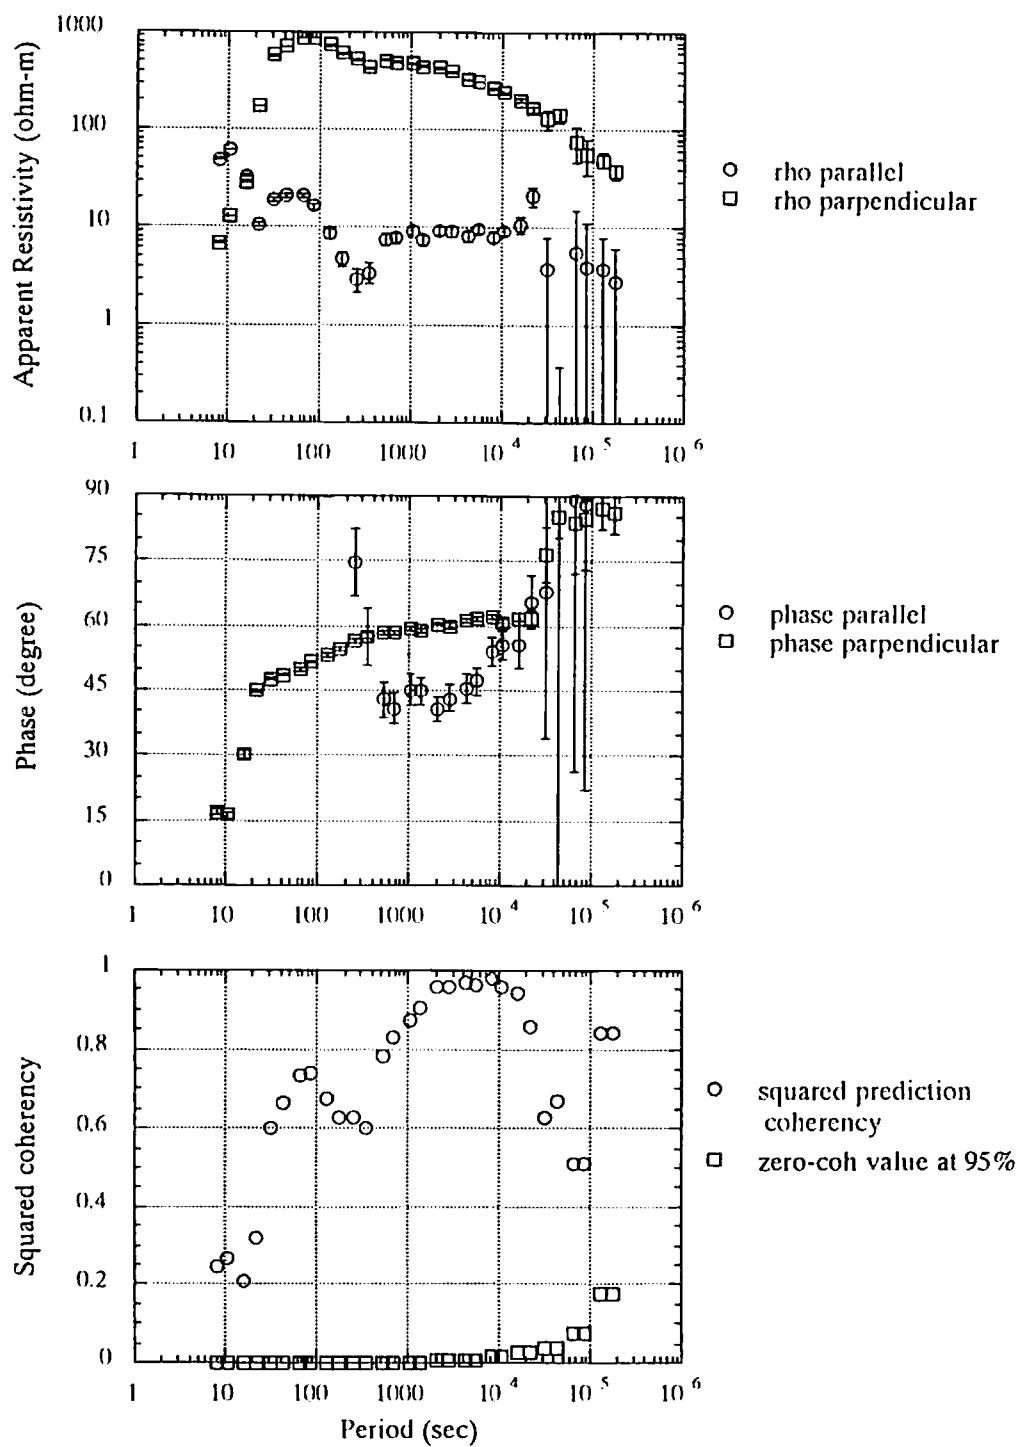 1000
100
10
1
0.1
Apparent Resistivity (ohm-m)
1 10 100 1000 10^4 10^5 10^6
rho parallel
rho parpendicular
90
75
60
45
30
15
0
Phase (degree)
1 10 100 1000 10^4 10^5 10^6
phase parallel
phase parpendicular
1
0.8
0.6
0.4
0.2
0
Squared coherency
1 10 100 1000 10^4 10^5 10^6
Period (sec)
squared prediction
coherency
zero-coh value at 95%